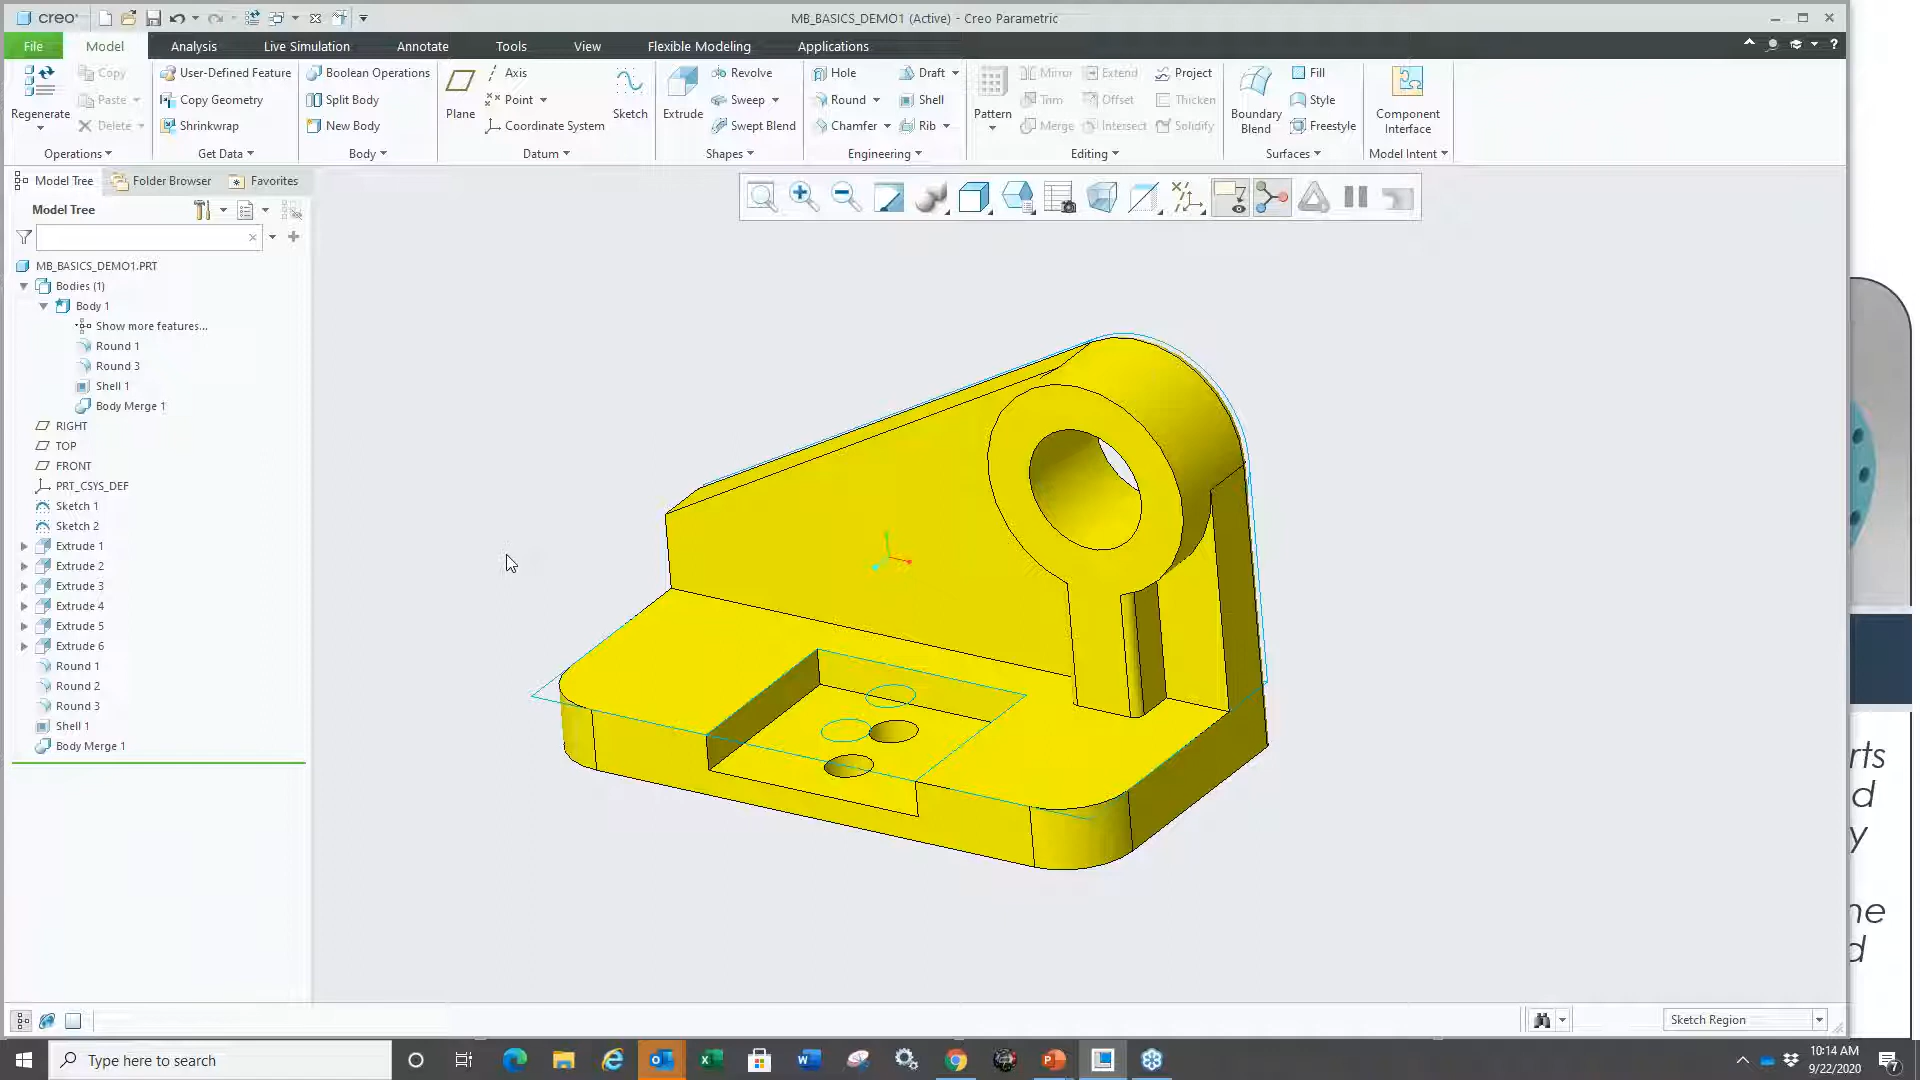 creo
MB_BASICS_DEMO1 (Active) - Creo Parametric
File
Model
Analysis
Live Simulation
Annotate
Tools
View
Flexible Modeling
Applications
Regenerate
Copy
Paste
Delete
Operations
User-Defined Feature
Copy Geometry
Shrinkwrap
Get Data
Boolean Operations
Split Body
New Body
Body
Plane
Axis
Point
Coordinate System
Sketch
Datum
Extrude
Revolve
Sweep
Swept Blend
Shapes
Hole
Round
Chamfer
Draft
Shell
Rib
Engineering
Pattern
Mirror
Trim
Merge
Extend
Offset
Intersect
Project
Thicken
Solidify
Editing
Boundary
Blend
Fill
Style
Freestyle
Surfaces
Component
Interface
Model Intent
Model Tree
Folder Browser
Favorites
Model Tree
MB_BASICS_DEMO1.PRT
Bodies (1)
Body 1
Show more features...
Round 1
Round 3
Shell 1
Body Merge 1
RIGHT
TOP
FRONT
PRT_CSYS_DEF
Sketch 1
Sketch 2
Extrude 1
Extrude 2
Extrude 3
Extrude 4
Extrude 5
Extrude 6
Round 1
Round 2
Round 3
Shell 1
Body Merge 1
rts
d
y
ne
d
Sketch Region
Type here to search
10:14 AM
9/22/2020
7